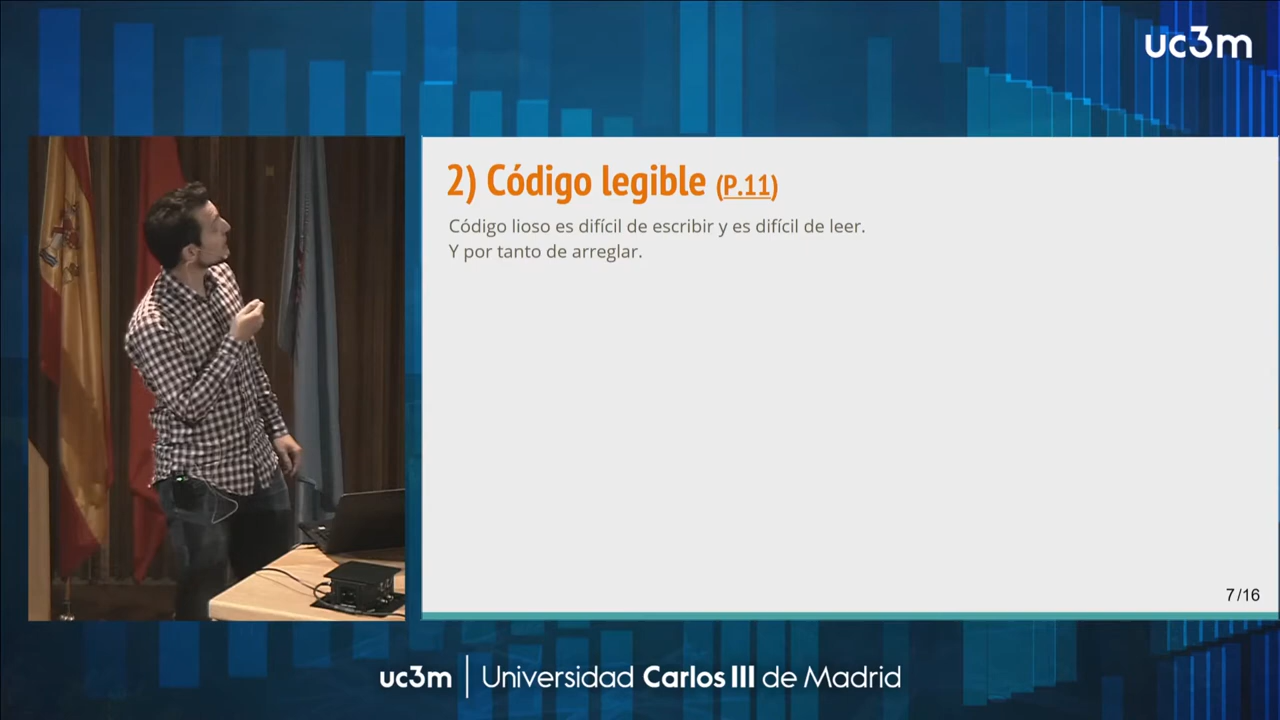 uc3m
2) Código legible (P.11)
Código lioso es difícil de escribir y es difícil de leer.
Y por tanto de arreglar.
7/16
uc3m | Universidad Carlos III de Madrid